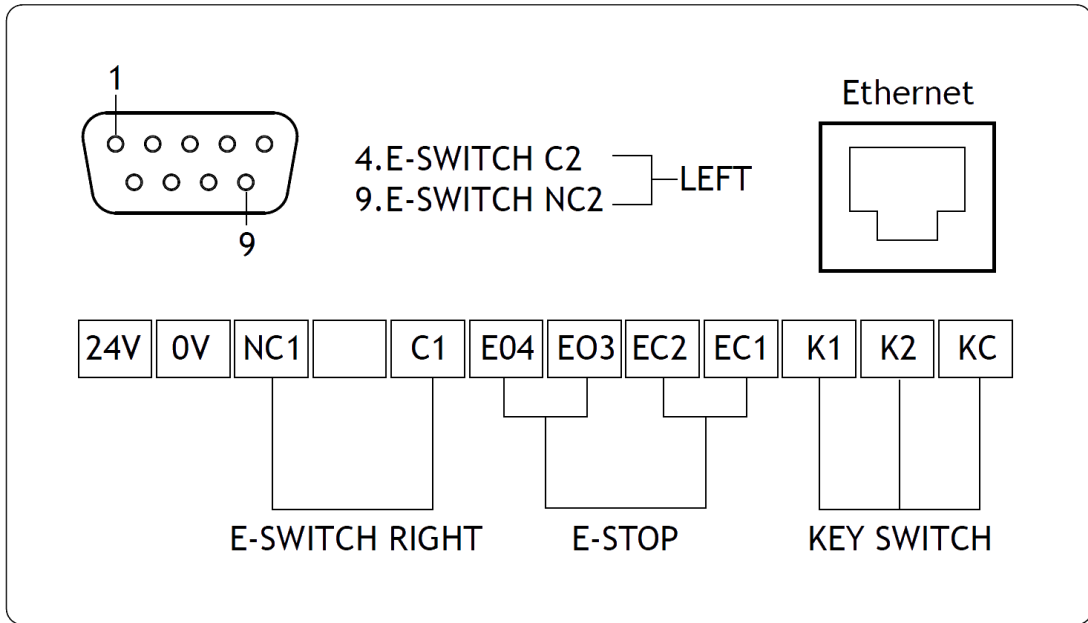 1
9
4.E-SWITCH C2
9.E-SWITCH NC2
LEFT
Ethernet
24V 0V NC1 C1 E04 EO3 EC2 EC1 K1 K2 KC
E-SWITCH RIGHT E-STOP KEY SWITCH